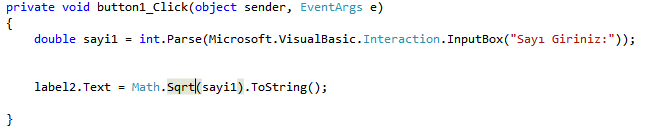 private void button1_Click(object sender, EventArgs e)
{
double sayi1 = int.Parse(Microsoft.VisualBasic.Interaction.InputBox("Sayı Giriniz:"));
label2.Text = Math.Sqrt(sayi1).ToString();
}